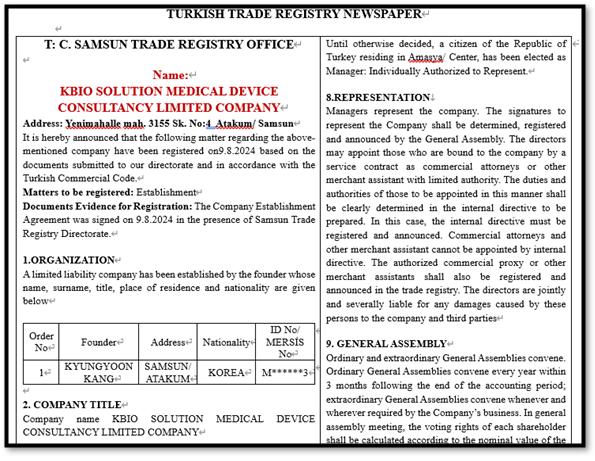 TURKISH TRADE REGISTRY NEWSPAPER
T: C. SAMSUN TRADE REGISTRY OFFICE
Name:
KBIO SOLUTION MEDICAL DEVICE
CONSULTANCY LIMITED COMPANY
Address: Yenimahalle mah. 3155 Sk. No:4 Atakum/ Samsun
It is hereby announced that the following matter regarding the above-
mentioned company have been registered on9.8.2024 based on the
documents submitted to our directorate and in accordance with the
Turkish Commercial Code.
Matters to be registered: Establishment
Documents Evidence for Registration: The Company Establishment
Agreement was signed on 9.8.2024 in the presence of Samsun Trade
Registry Directorate.
1.ORGANIZATION
A limited liability company has been established by the founder whose
name, surname, title, place of residence and nationality are given
below
Order No Founder Address Nationality ID No/ MERSİS No
1 KYUNGYOON KANG SAMSUN/ ATAKUM KOREA M******3
2. COMPANY TITLE
Company name KBIO SOLUTION MEDICAL DEVICE
CONSULTANCY LIMITED COMPANY
Until otherwise decided, a citizen of the Republic of
Turkey residing in Amasya/ Center, has been elected as
Manager: Individually Authorized to Represent.
8.REPRESENTATION
Managers represent the company. The signatures to
represent the Company shall be determined, registered
and announced by the General Assembly. The directors
may appoint those who are bound to the company by a
service contract as commercial attorneys or other
merchant assistant with limited authority. The duties and
authorities of those to be appointed in this manner shall
be clearly determined in the internal directive to be
prepared. In this case, the internal directive must be
registered and announced. Commercial attorneys and
other merchant assistant cannot be appointed by internal
directive. The authorized commercial proxy or other
merchant assistants shall also be registered and
announced in the trade registry. The directors are jointly
and severally liable for any damages caused by these
persons to the company and third parties
9. GENERAL ASSEMBLY
Ordinary and extraordinary General Assemblies convene.
Ordinary General Assemblies convene every year within
3 months following the end of the accounting period;
extraordinary General Assemblies convene whenever and
wherever required by the Company's business. In general
assembly meeting, the voting rights of each shareholder
shall be calculated according to the nominal value of the